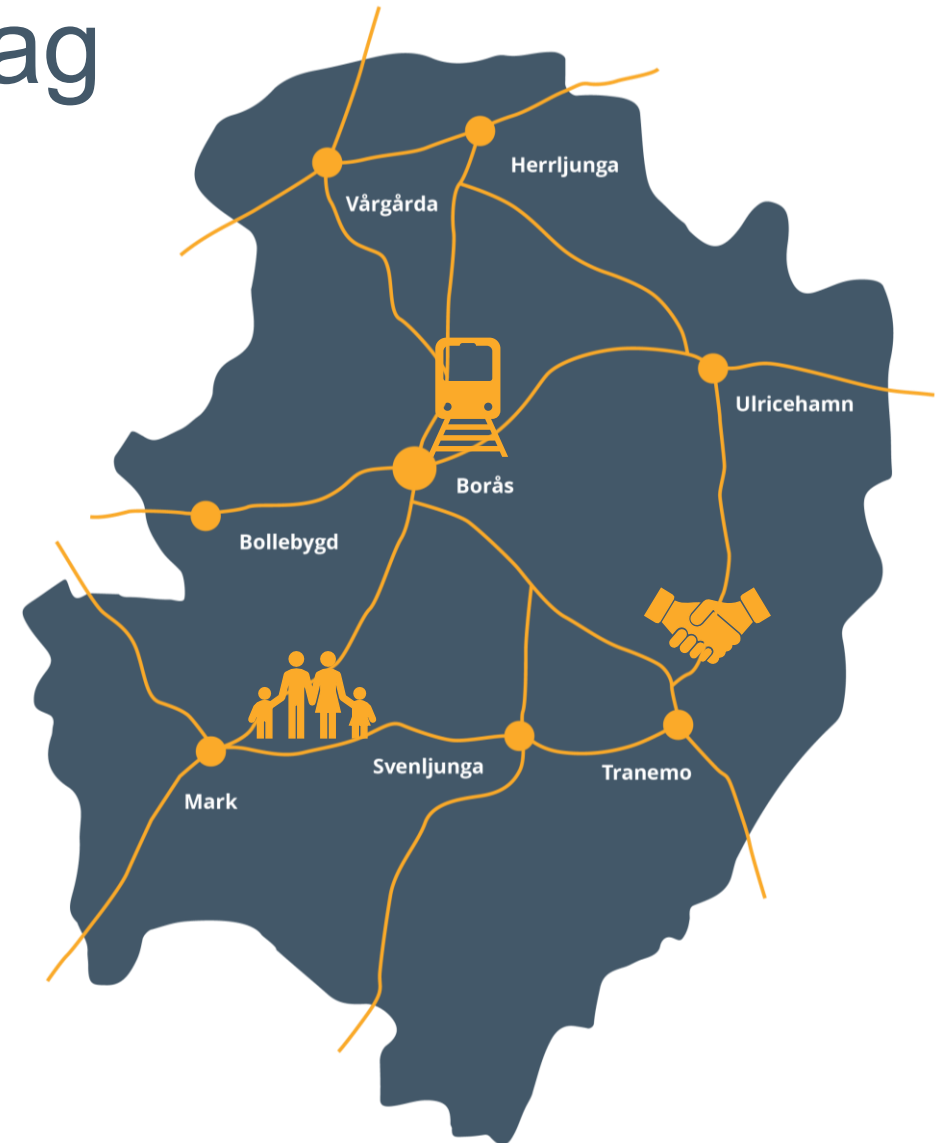 ag
Herrljunga
Vårgårda
Ulricehamn
Borås
Bollebygd
Svenljunga
Tranemo
Mark